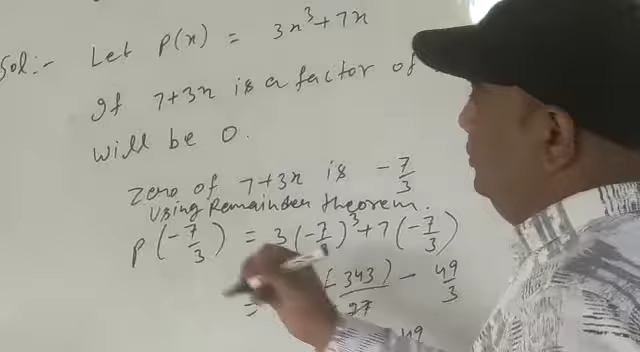 Sol:- Let p(x) = 3x³+7x
If 7+3x is a factor of
will be 0.
Zero of 7+3x is -7/3
Using Remainder theorem.
p(-7/3) = 3(-7/3)³+7(-7/3)
= (343)/27 - 49/3
49